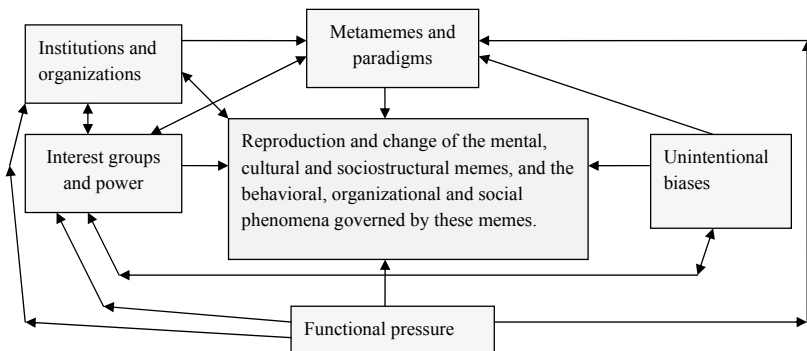 Institutions and
organizations
Metamemes and
paradigms
Interest groups
and power
Reproduction and change of the mental,
cultural and sociostructural memes, and the
behavioral, organizational and social
phenomena governed by these memes.
Unintentional
biases
Functional pressure